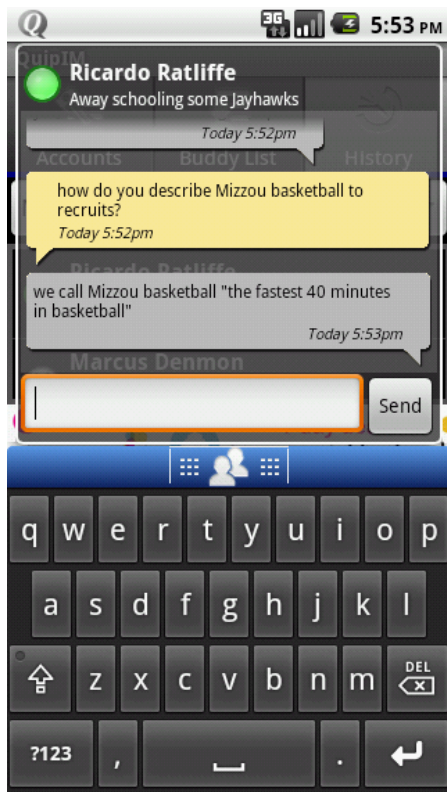 Q 3G 5:53 PM
QuipIM
Ricardo Ratliffe
Away schooling some Jayhawks
Today 5:52pm
Accounts Buddy List History
how do you describe Mizzou basketball to
recruits?
Today 5:52pm
Ricardo Ratliffe
we call Mizzou basketball "the fastest 40 minutes
in basketball"
Today 5:53pm
Marcus Denmon
Send
q w e r t y u i o p
a s d f g h j k l
z x c v b n m DEL
?123 , .